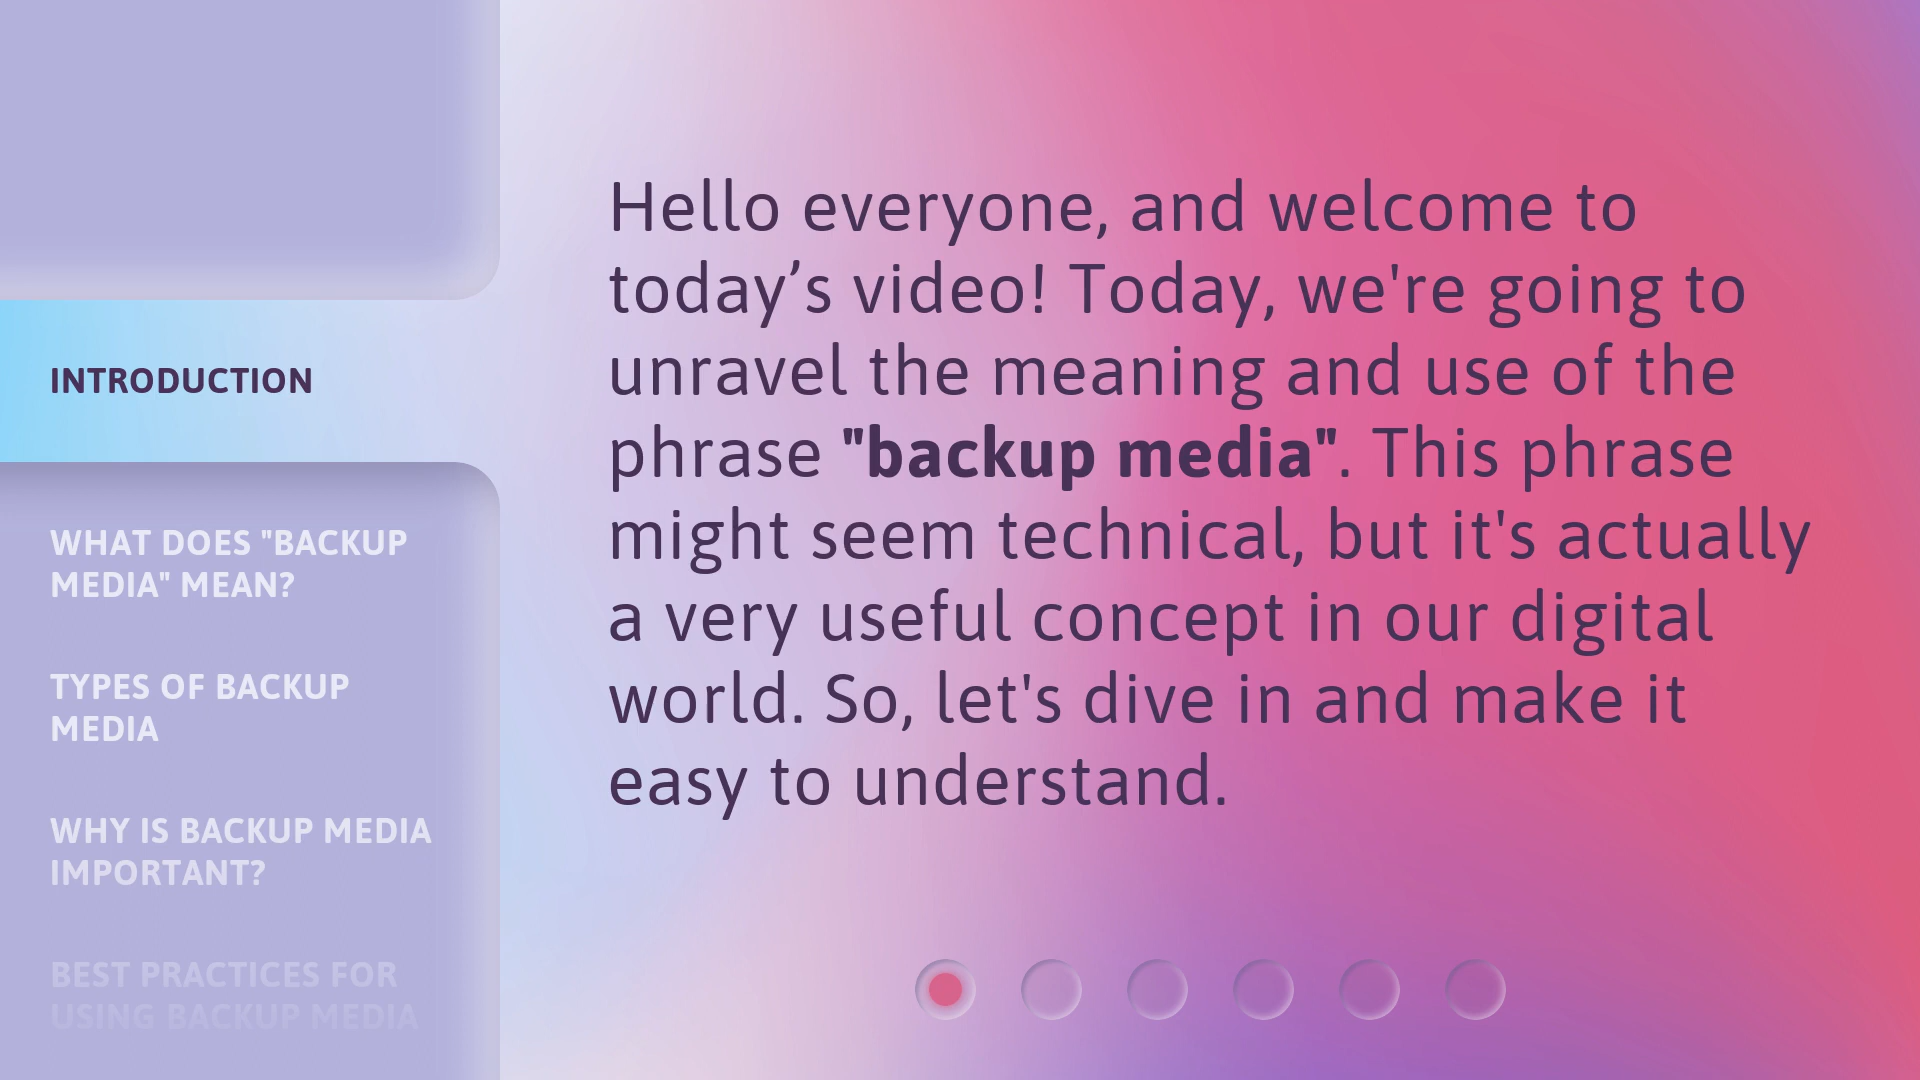 INTRODUCTION
WHAT DOES "BACKUP
MEDIA" MEAN?
TYPES OF BACKUP
MEDIA
WHY IS BACKUP MEDIA
IMPORTANT?
BEST PRACTICES FOR
USING BACKUP MEDIA
Hello everyone, and welcome to
today’s video! Today, we're going to
unravel the meaning and use of the
phrase "backup media". This phrase
might seem technical, but it's actually
a very useful concept in our digital
world. So, let's dive in and make it
easy to understand.